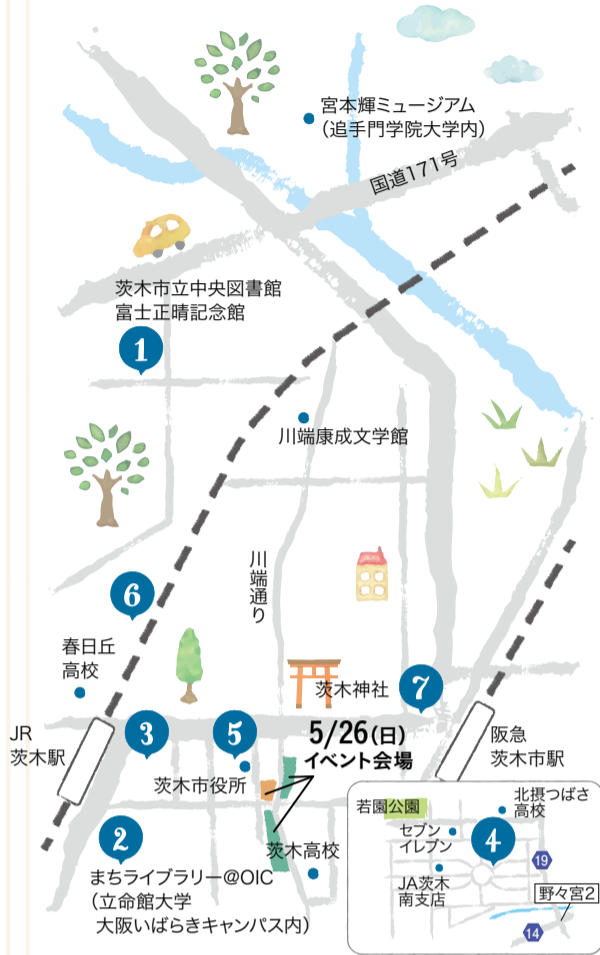 宮本輝ミュージアム
（追手門学院大学内）
国道171号
茨木市立中央図書館
富士正晴記念館
1
川端康成文学館
川端通り
6
春日丘
高校
茨木神社
7
JR
茨木駅
3
5
5/26(日)
イベント会場
阪急
茨木市駅
茨木市役所
2
茨木高校
まちライブラリー@OIC
（立命館大学
大阪いばらきキャンパス内）
若園公園
北摂つばさ
高校
セブン
イレブン
4
19
JA茨木
南支店
野々宮2
14